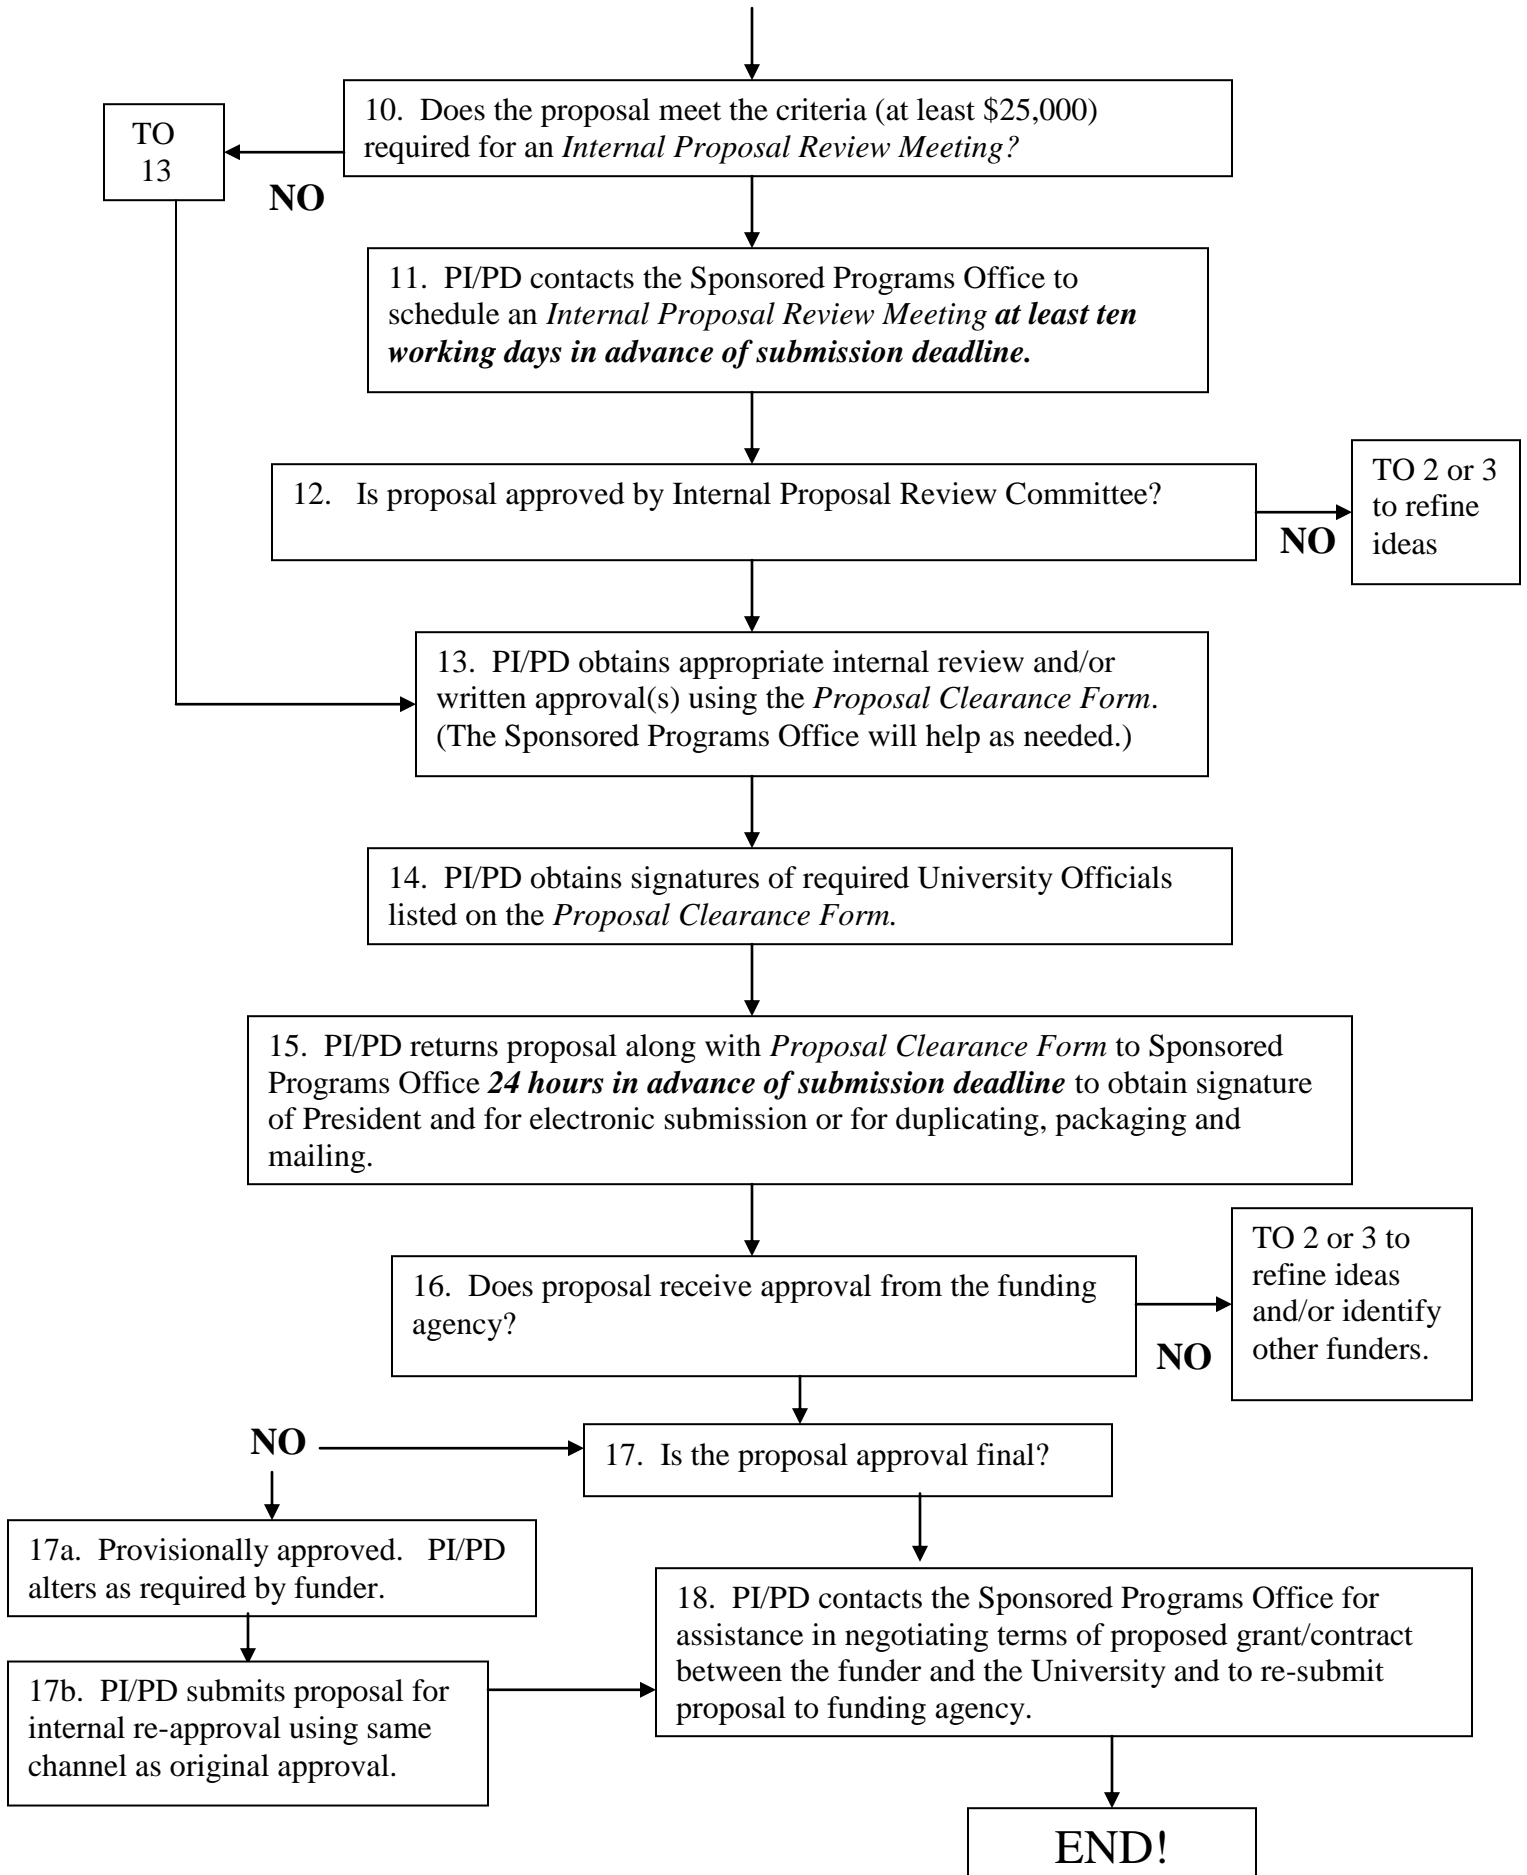 10. Does the proposal meet the criteria (at least $25,000)
required for an Internal Proposal Review Meeting?
TO
13
NO
11. PI/PD contacts the Sponsored Programs Office to
schedule an Internal Proposal Review Meeting at least ten
working days in advance of submission deadline.
12. Is proposal approved by Internal Proposal Review Committee?
NO
TO 2 or 3
to refine
ideas
13. PI/PD obtains appropriate internal review and/or
written approval(s) using the Proposal Clearance Form.
(The Sponsored Programs Office will help as needed.)
14. PI/PD obtains signatures of required University Officials
listed on the Proposal Clearance Form.
15. PI/PD returns proposal along with Proposal Clearance Form to Sponsored
Programs Office 24 hours in advance of submission deadline to obtain signature
of President and for electronic submission or for duplicating, packaging and
mailing.
16. Does proposal receive approval from the funding
agency?
NO
TO 2 or 3 to
refine ideas
and/or identify
other funders.
NO
17. Is the proposal approval final?
17a. Provisionally approved. PI/PD
alters as required by funder.
17b. PI/PD submits proposal for
internal re-approval using same
channel as original approval.
18. PI/PD contacts the Sponsored Programs Office for
assistance in negotiating terms of proposed grant/contract
between the funder and the University and to re-submit
proposal to funding agency.
END!